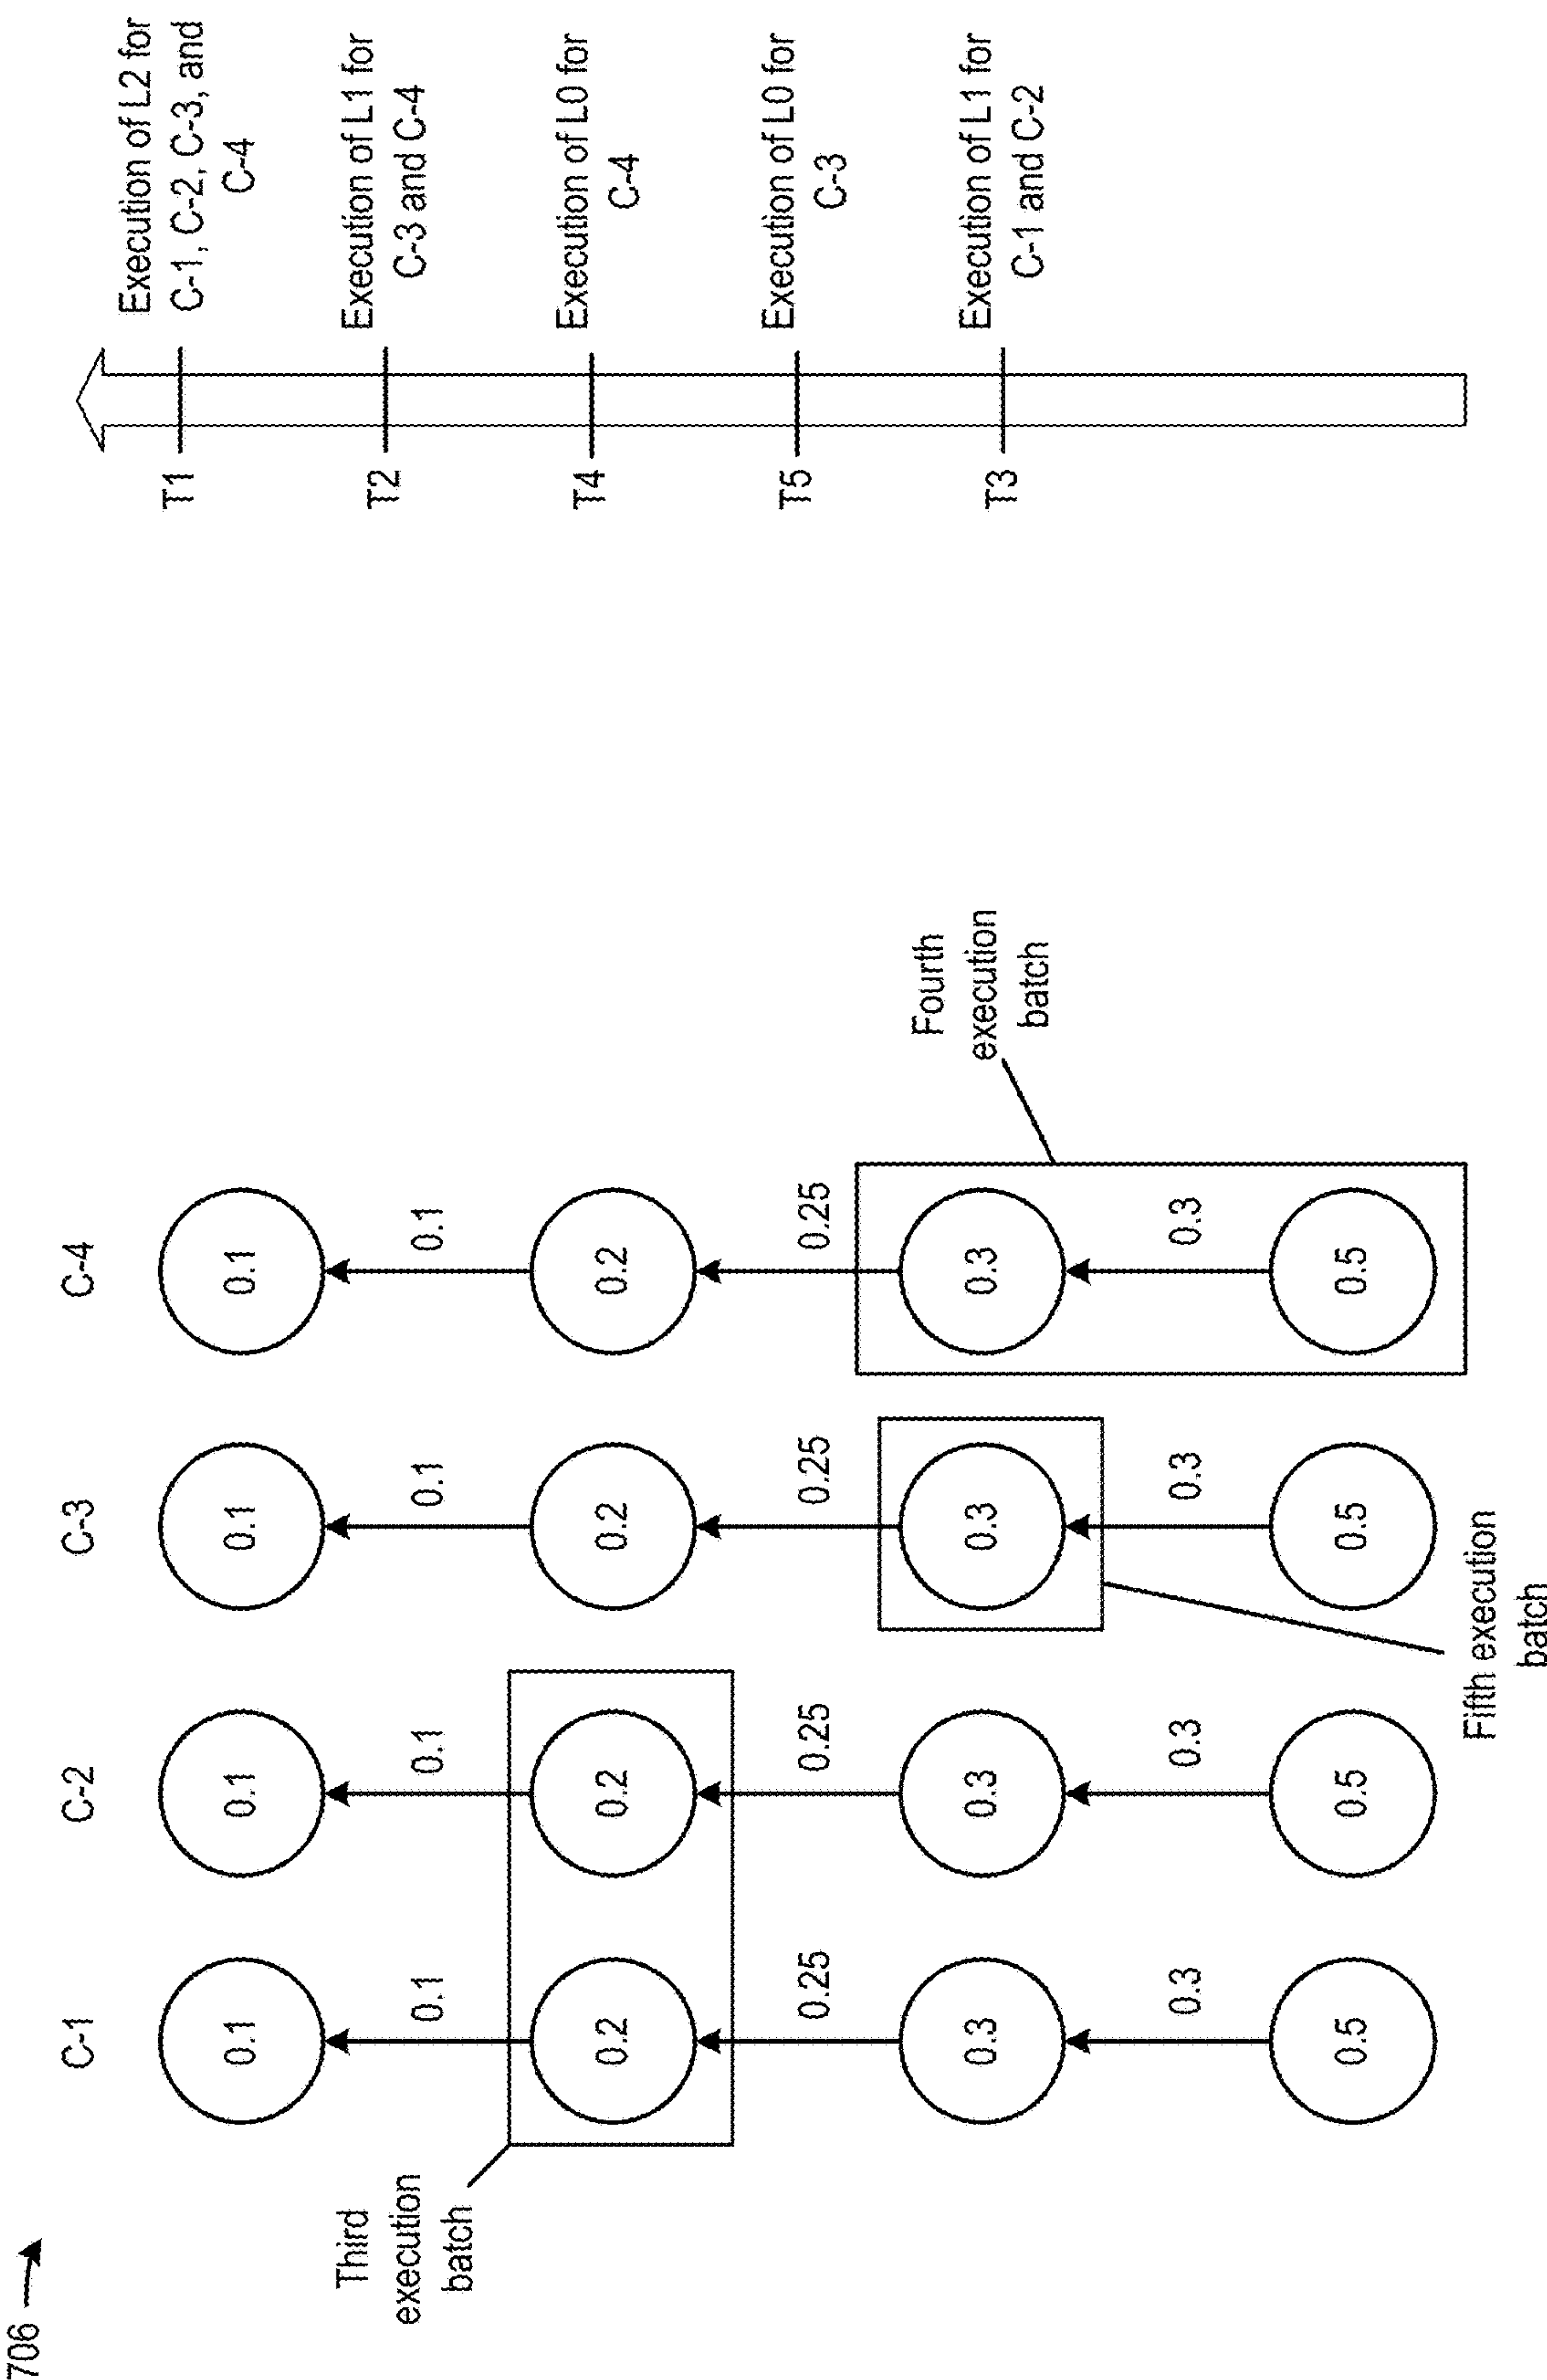 706
C-1
C-2
C-3
C-4
0.1
0.1
0.1
0.1
0.1
0.1
0.1
0.1
Third
execution
batch
0.2
0.2
0.2
0.2
0.25
0.25
0.25
0.25
0.3
0.3
0.3
0.3
Fourth
execution
batch
0.3
0.3
0.3
0.3
0.5
0.5
0.5
0.5
Fifth execution
batch
T1
Execution of L2 for
C-1, C-2, C-3, and
C-4
T2
Execution of L1 for
C-3 and C-4
T4
Execution of L0 for
C-4
T5
Execution of L0 for
C-3
T3
Execution of L1 for
C-1 and C-2